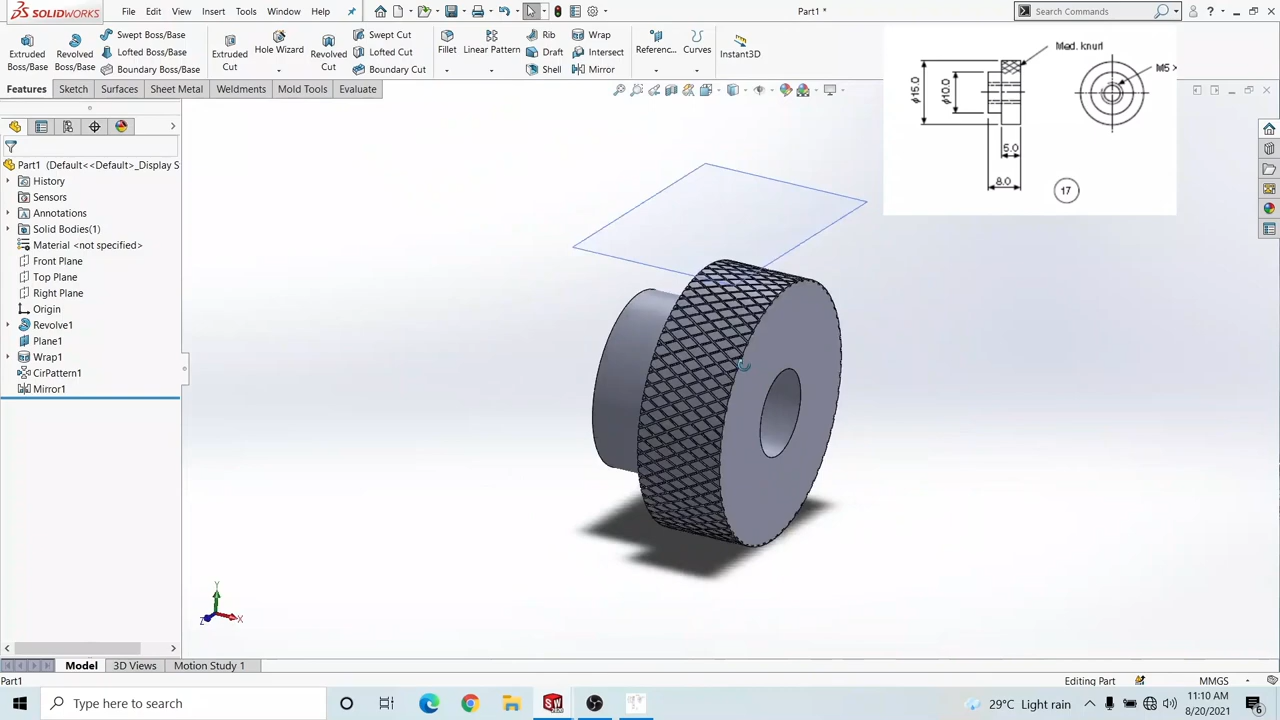 SOLIDWORKS
File Edit View Insert Tools Window Help
Part1 *
Search Commands
Extruded Boss/Base
Revolved Boss/Base
Swept Boss/Base
Lofted Boss/Base
Boundary Boss/Base
Extruded Cut
Hole Wizard
Revolved Cut
Swept Cut
Lofted Cut
Boundary Cut
Fillet
Linear Pattern
Rib
Draft
Shell
Wrap
Intersect
Mirror
Referenc...
Curves
Instant3D
Features Sketch Surfaces Sheet Metal Weldments Mold Tools Evaluate
Med. knurl
M5
ϕ15.0
ϕ10.0
5.0
8.0
17
Part1 (Default<<Default>_Display S
History
Sensors
Annotations
Solid Bodies(1)
Material <not specified>
Front Plane
Top Plane
Right Plane
Origin
Revolve1
Plane1
Wrap1
CirPattern1
Mirror1
Y
Z
X
Model 3D Views Motion Study 1
Part1
Editing Part
MMGS
Type here to search
29°C Light rain
11:10 AM
8/20/2021
6